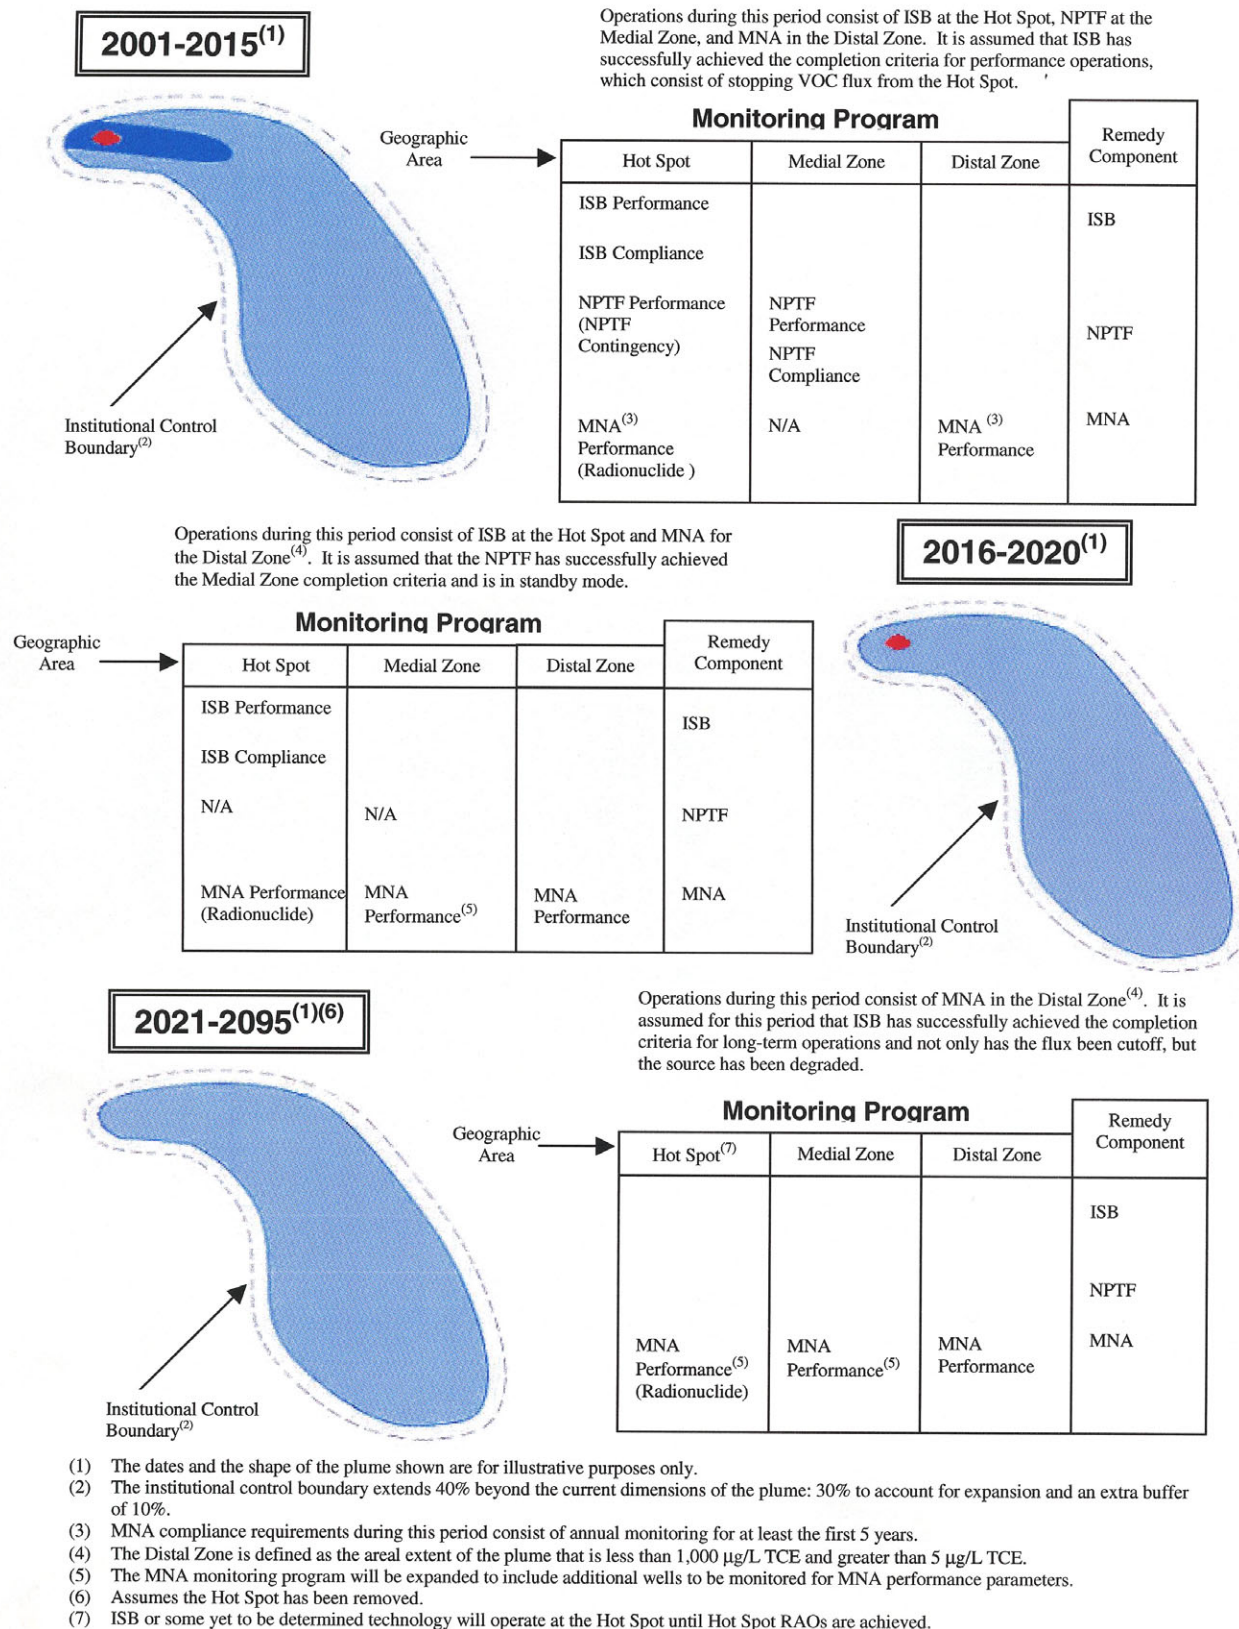 2001-2015(1)
Operations during this period consist of ISB at the Hot Spot, NPTF at the
Medial Zone, and MNA in the Distal Zone. It is assumed that ISB has
successfully achieved the completion criteria for performance operations,
which consist of stopping VOC flux from the Hot Spot.
Monitoring Program
Geographic
Area
Hot Spot
Medial Zone
Distal Zone
Remedy
Component
ISB Performance
ISB
ISB Compliance
NPTF Performance
(NPTF
Contingency)
NPTF
Performance
NPTF
Compliance
NPTF
MNA(3)
Performance
(Radionuclide )
N/A
MNA (3)
Performance
MNA
Institutional Control
Boundary(2)
Operations during this period consist of ISB at the Hot Spot and MNA for
the Distal Zone(4). It is assumed that the NPTF has successfully achieved
the Medial Zone completion criteria and is in standby mode.
2016-2020(1)
Monitoring Program
Geographic
Area
Hot Spot
Medial Zone
Distal Zone
Remedy
Component
ISB Performance
ISB
ISB Compliance
N/A
N/A
NPTF
MNA Performance
(Radionuclide)
MNA
Performance(5)
MNA
Performance
MNA
Institutional Control
Boundary(2)
2021-2095(1)(6)
Operations during this period consist of MNA in the Distal Zone(4). It is
assumed for this period that ISB has successfully achieved the completion
criteria for long-term operations and not only has the flux been cutoff, but
the source has been degraded.
Monitoring Program
Geographic
Area
Hot Spot(7)
Medial Zone
Distal Zone
Remedy
Component
ISB
NPTF
MNA
Performance(5)
(Radionuclide)
MNA
Performance(5)
MNA
Performance
MNA
Institutional Control
Boundary(2)
(1) The dates and the shape of the plume shown are for illustrative purposes only.
(2) The institutional control boundary extends 40% beyond the current dimensions of the plume: 30% to account for expansion and an extra buffer
of 10%.
(3) MNA compliance requirements during this period consist of annual monitoring for at least the first 5 years.
(4) The Distal Zone is defined as the areal extent of the plume that is less than 1,000 µg/L TCE and greater than 5 µg/L TCE.
(5) The MNA monitoring program will be expanded to include additional wells to be monitored for MNA performance parameters.
(6) Assumes the Hot Spot has been removed.
(7) ISB or some yet to be determined technology will operate at the Hot Spot until Hot Spot RAOs are achieved.